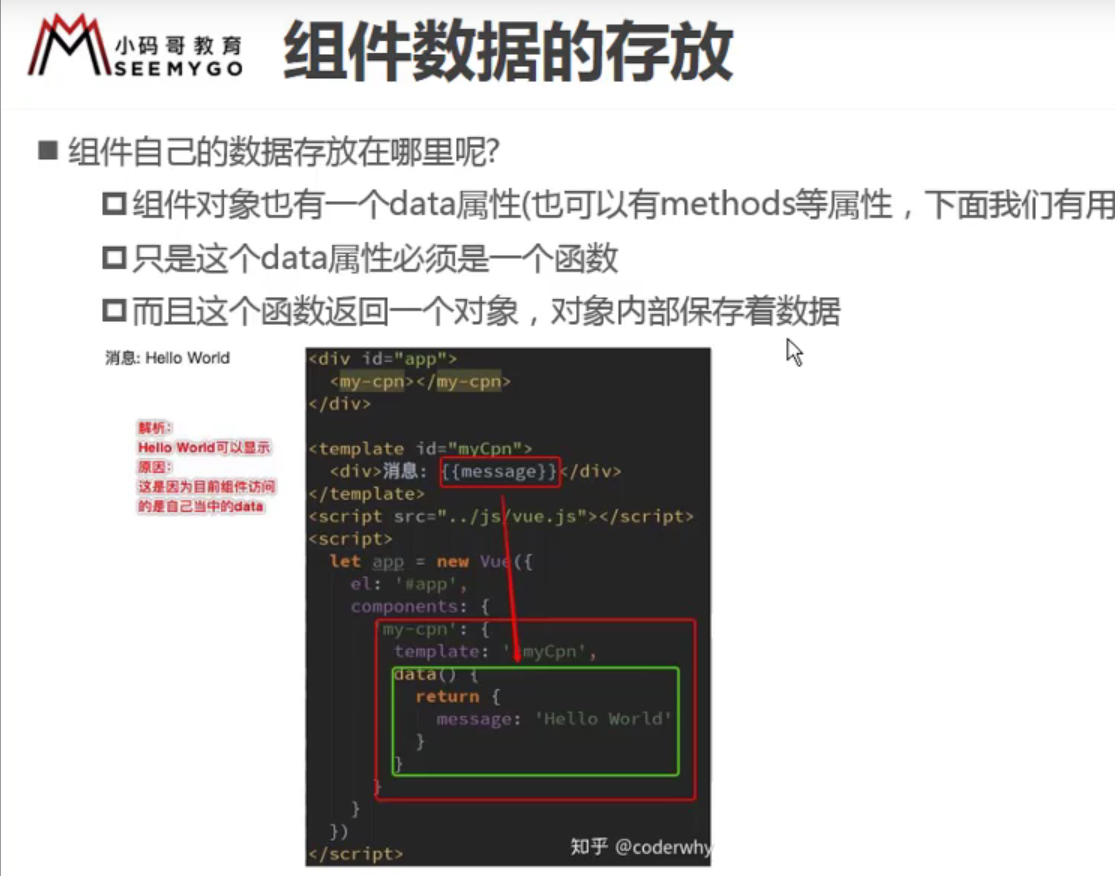 小码哥教育
SEEMYGO
组件数据的存放
组件自己的数据存放在哪里呢?
组件对象也有一个data属性(也可以有methods等属性，下面我们有用
只是这个data属性必须是一个函数
而且这个函数返回一个对象，对象内部保存着数据
消息: Hello World
解析:
Hello World可以显示
原因:
这是因为目前组件访问
的是自己当中的data
<div id="app">
<my-cpn></my-cpn>
</div>
<template id="myCpn">
<div>消息: {{message}}</div>
</template>
<script src="../js/vue.js"></script>
<script>
let app = new Vue({
el: '#app',
components: {
'my-cpn': {
template: '#myCpn',
data() {
return {
message: 'Hello World'
}
}
}
}
})
</script>
知乎 @coderwhy